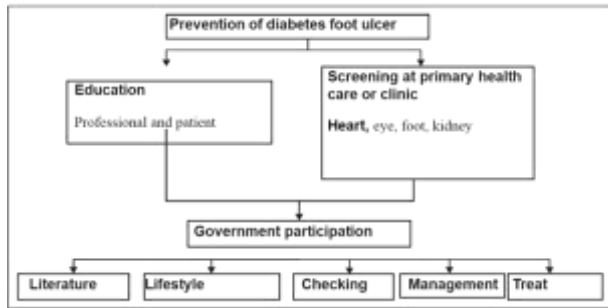 Prevention of diabetes foot ulcer
Education
Professional and patient
Screening at primary health
care or clinic
Heart, eye, foot, kidney
Government participation
Literature
Lifestyle
Checking
Management
Treat